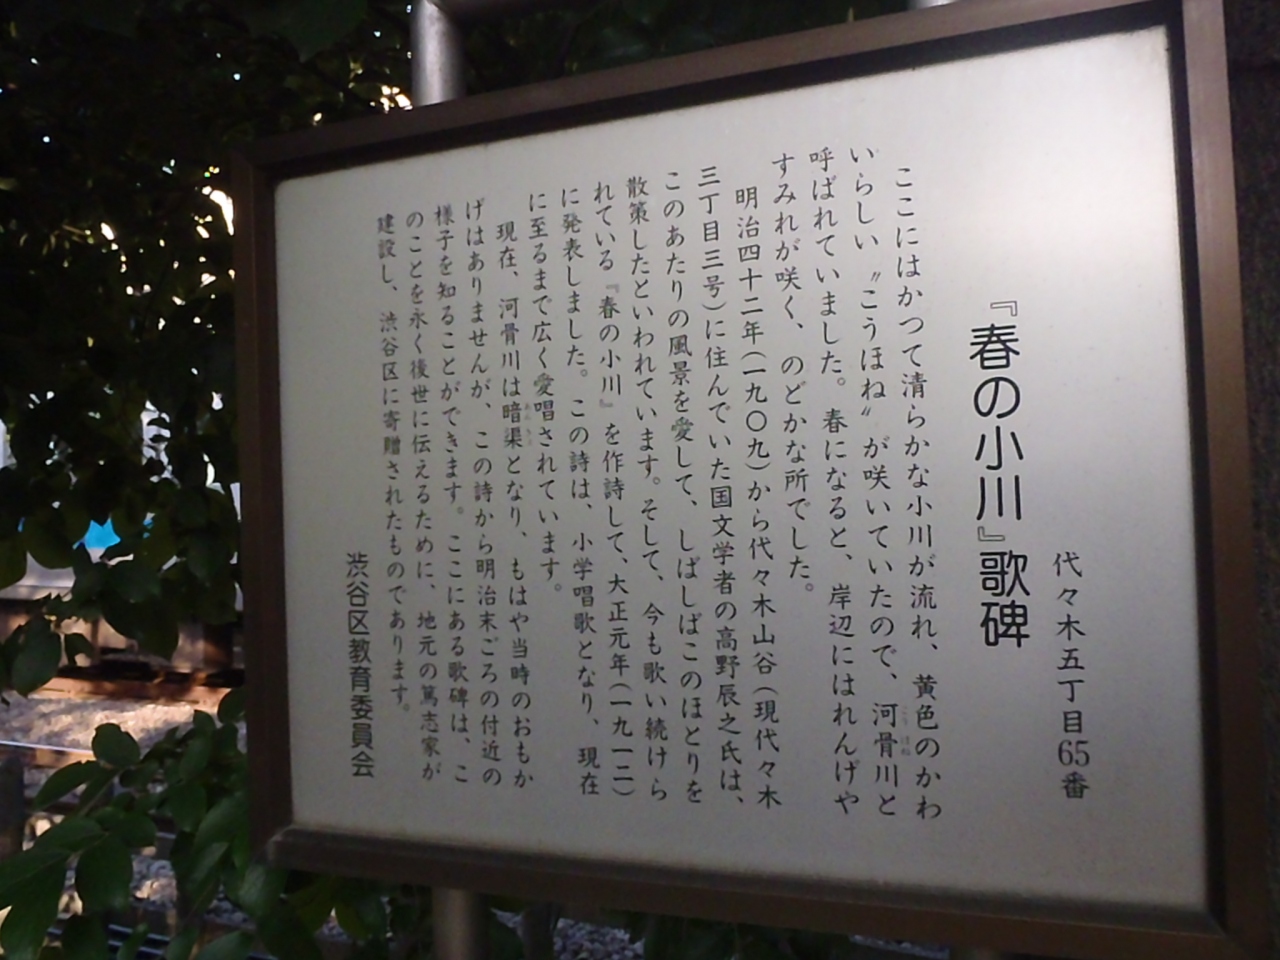 『春の小川』歌碑
代々木五丁目65番
ここにはかつて清らかな小川が流れ、黄色のかわ
いらしい〝こうほね〟が咲いていたので、河骨川と
呼ばれていました。春になると、岸辺にはれんげや
すみれが咲く、のどかな所でした。
明治四十二年(一九〇九)から代々木山谷(現代々木
三丁目三号)に住んでいた国文学者の高野辰之氏は、
このあたりの風景を愛して、しばしばこのほとりを
散策したといわれています。そして、今も歌い続けら
れている『春の小川』を作詩して、大正元年(一九一二)
に発表しました。この詩は、小学唱歌となり、現在
に至るまで広く愛唱されています。
現在、河骨川は暗渠となり、もはや当時のおもか
げはありませんが、この詩から明治末ごろの付近の
様子を知ることができます。ここにある歌碑は、こ
のことを永く後世に伝えるために、地元の篤志家が
建設し、渋谷区に寄贈されたものであります。
渋谷区教育委員会